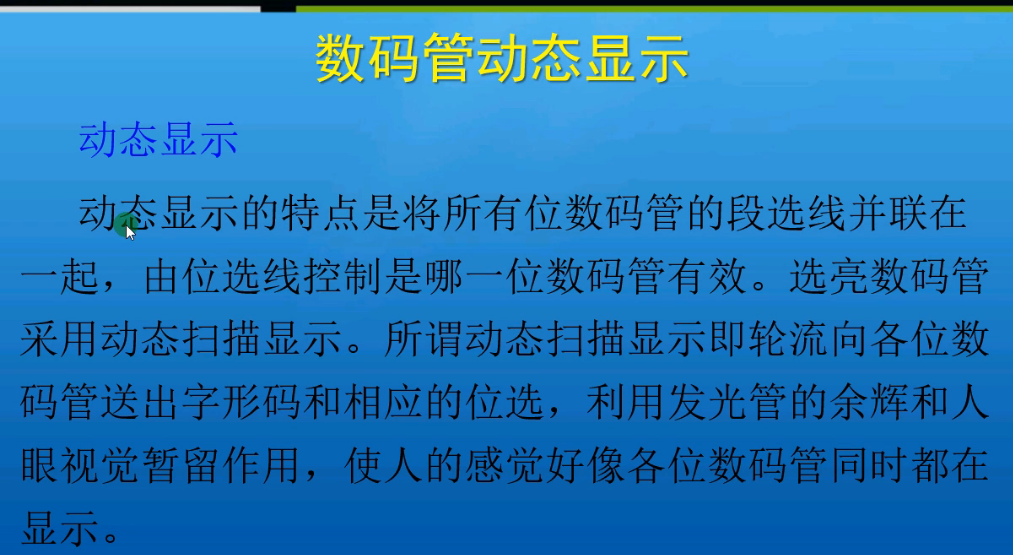 数码管动态显示
动态显示
动态显示的特点是将所有位数码管的段选线并联在
一起，由位选线控制是哪一位数码管有效。选亮数码管
采用动态扫描显示。所谓动态扫描显示即轮流向各位数
码管送出字形码和相应的位选，利用发光管的余辉和人
眼视觉暂留作用，使人的感觉好像各位数码管同时都在
显示。